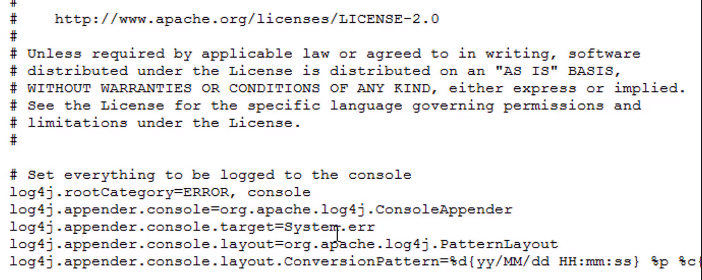 #
#    http://www.apache.org/licenses/LICENSE-2.0
#
# Unless required by applicable law or agreed to in writing, software
# distributed under the License is distributed on an "AS IS" BASIS,
# WITHOUT WARRANTIES OR CONDITIONS OF ANY KIND, either express or implied.
# See the License for the specific language governing permissions and
# limitations under the License.
#

# Set everything to be logged to the console
log4j.rootCategory=ERROR, console
log4j.appender.console=org.apache.log4j.ConsoleAppender
log4j.appender.console.target=System.err
log4j.appender.console.layout=org.apache.log4j.PatternLayout
log4j.appender.console.layout.ConversionPattern=%d{yy/MM/dd HH:mm:ss} %p %c{